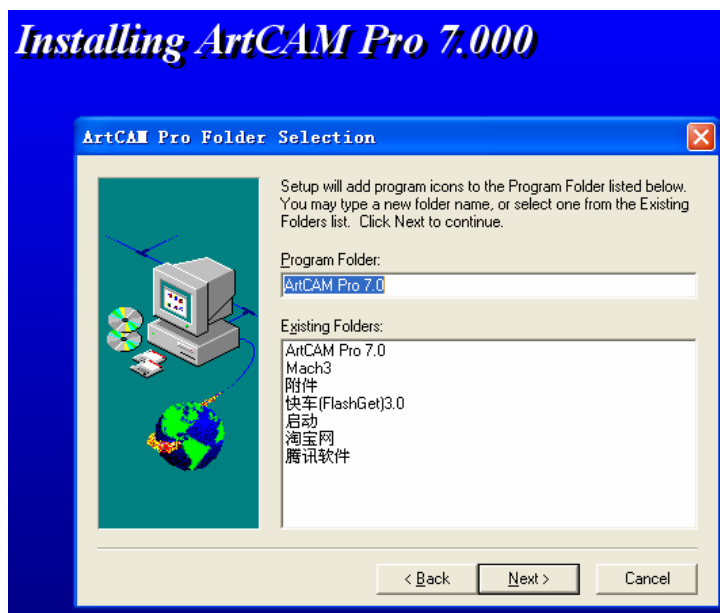 Installing ArtCAM Pro 7.000
ArtCAM Pro Folder Selection
Setup will add program icons to the Program Folder listed below.
You may type a new folder name, or select one from the Existing
Folders list. Click Next to continue.
Program Folder:
ArtCAM Pro 7.0
Existing Folders:
ArtCAM Pro 7.0
Mach3
附件
快车(FlashGet)3.0
启动
淘宝网
腾讯软件
< Back
Next >
Cancel